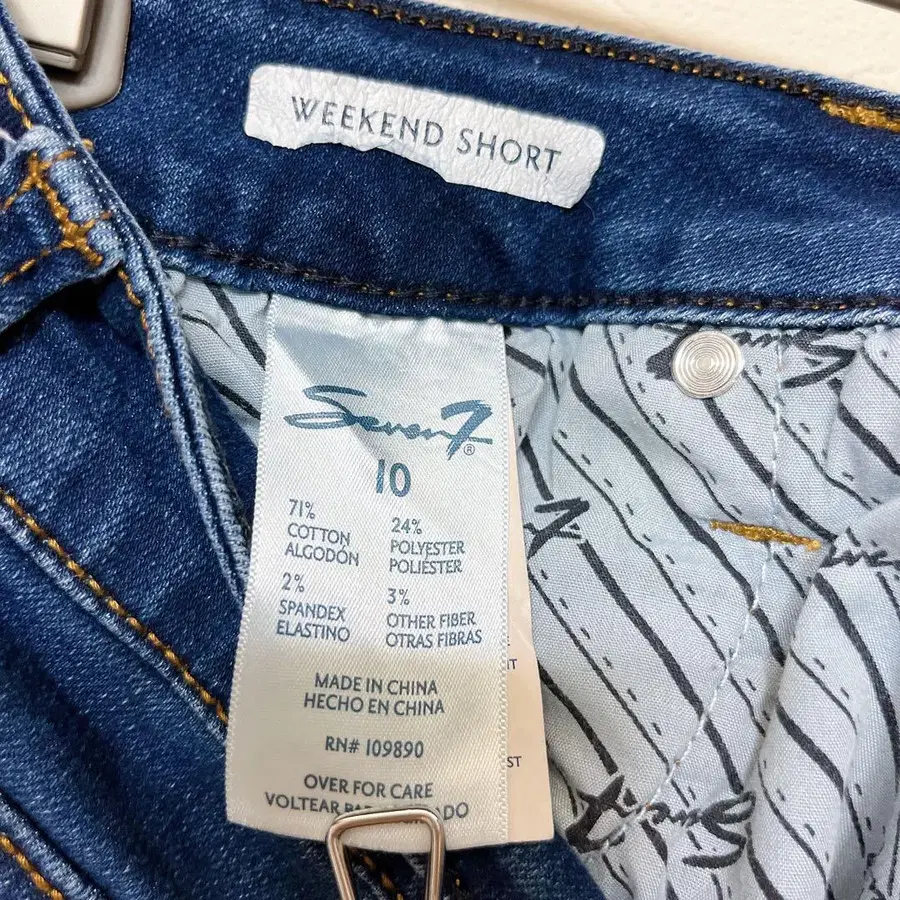 WEEKEND SHORT
Seven7®
10
71%
COTTON
ALGODÓN
24%
POLYESTER
POLIÉSTER
2%
SPANDEX
ELASTINO
3%
OTHER FIBER
OTRAS FIBRAS
MADE IN CHINA
HECHO EN CHINA
RN# 109890
OVER FOR CARE
VOLTEAR